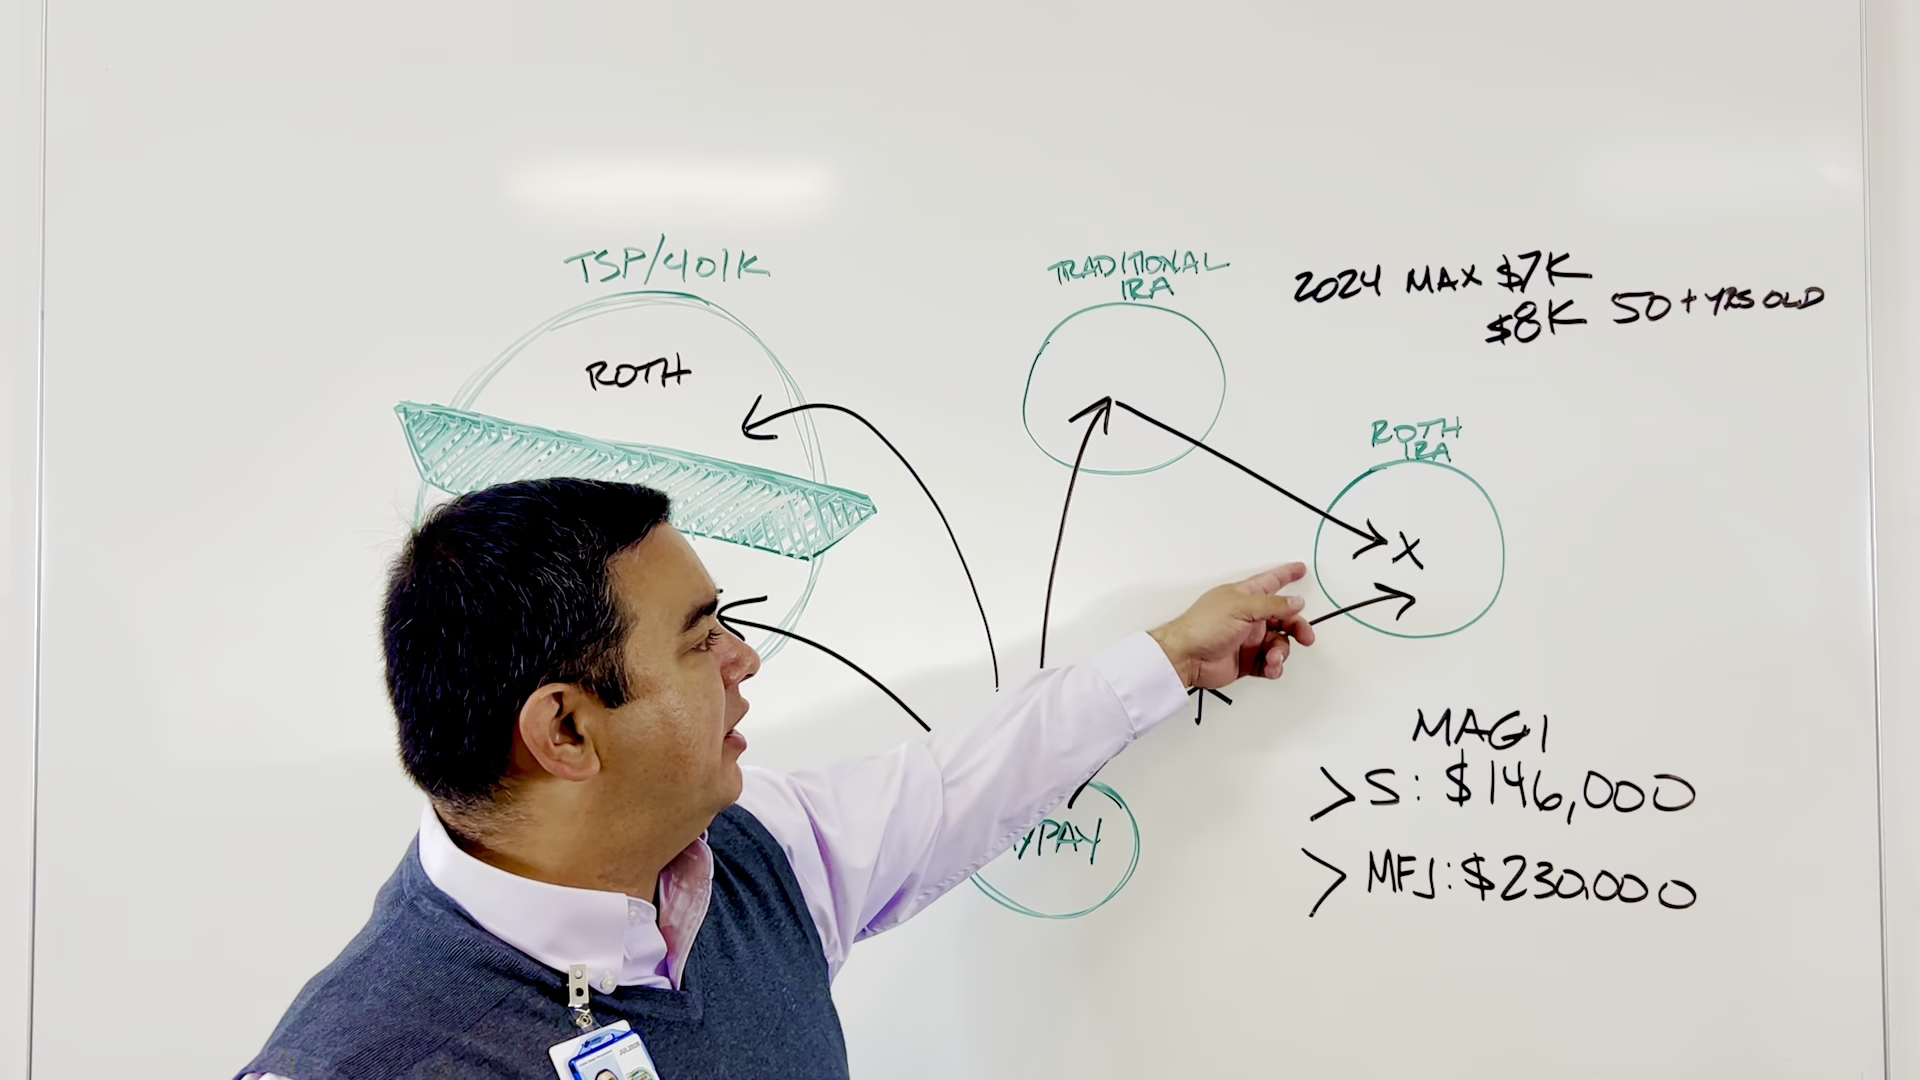 TSP/401K
ROTH
TRADITIONAL
IRA
2024 MAX $7K
$8K 50+ YRS OLD
ROTH
IRA
X
MAGI
>S: $146,000
>MFJ: $230,000
YPAY